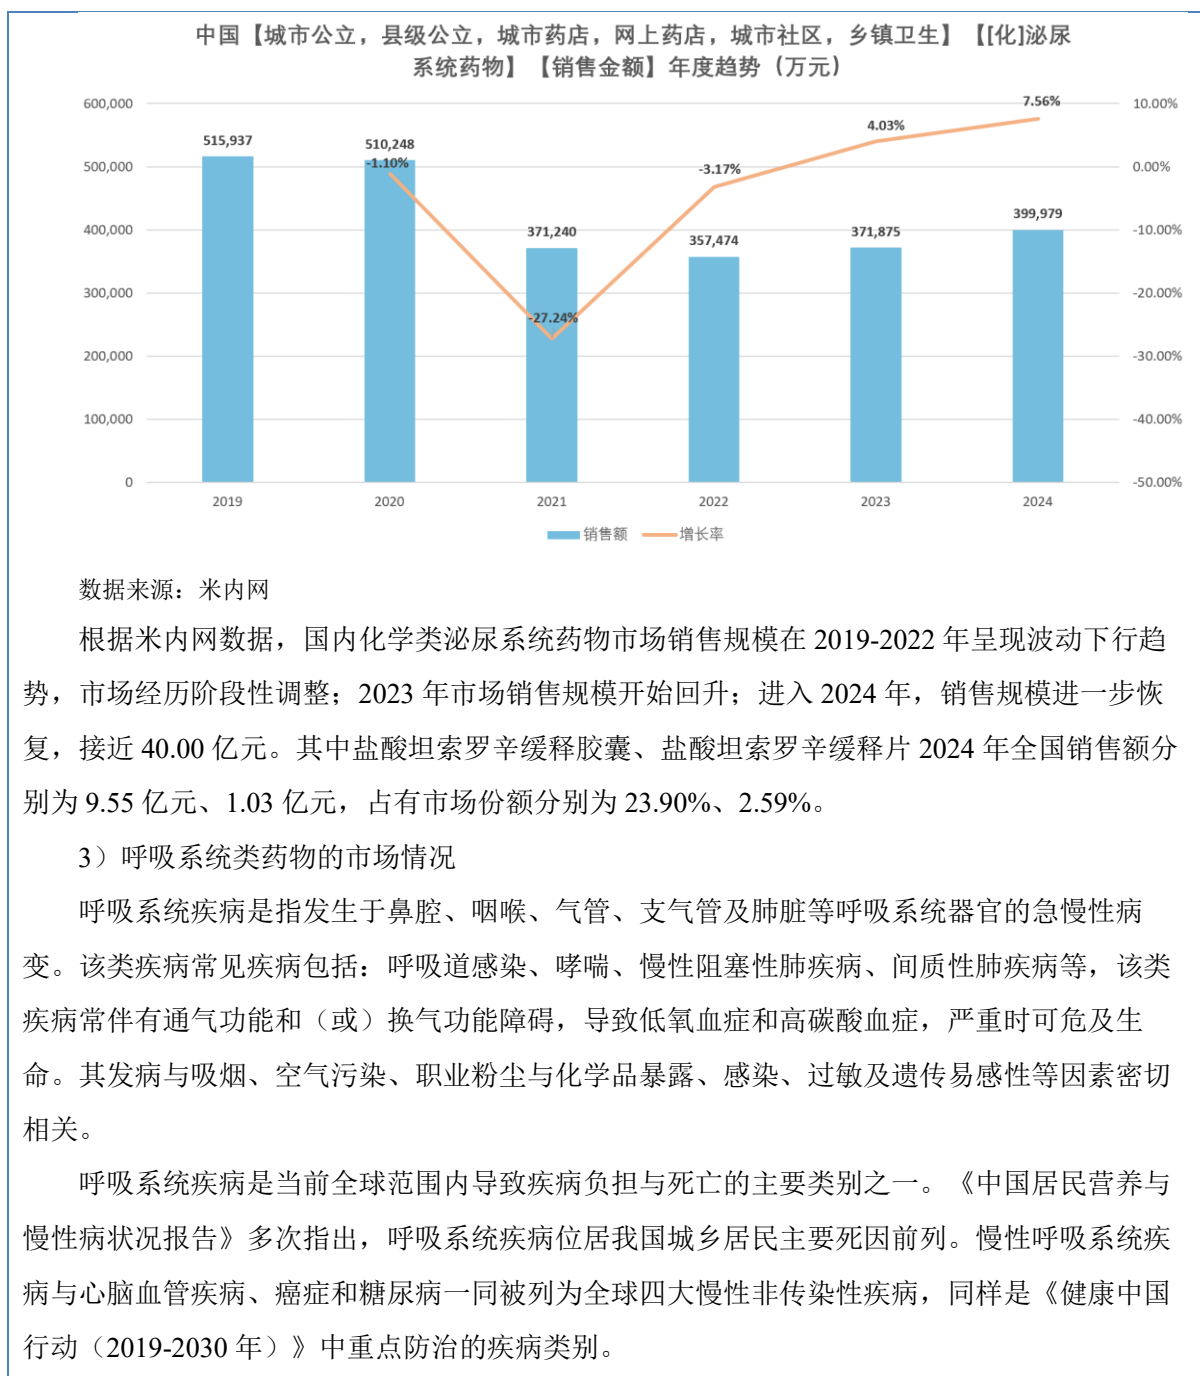 中国【城市公立，县级公立，城市药店，网上药店，城市社区，乡镇卫生】【[化]泌尿
系统药物】【销售金额】年度趋势（万元）
600,000
500,000
400,000
300,000
200,000
100,000
0
515,937
510,248
371,240
357,474
371,875
399,979
-1.10%
-27.24%
-3.17%
4.03%
7.56%
10.00%
0.00%
-10.00%
-20.00%
-30.00%
-40.00%
-50.00%
2019
2020
2021
2022
2023
2024
销售额
增长率
数据来源：米内网
根据米内网数据，国内化学类泌尿系统药物市场销售规模在 2019-2022 年呈现波动下行趋
势，市场经历阶段性调整；2023 年市场销售规模开始回升；进入 2024 年，销售规模进一步恢
复，接近 40.00 亿元。其中盐酸坦索罗辛缓释胶囊、盐酸坦索罗辛缓释片 2024 年全国销售额分
别为 9.55 亿元、1.03 亿元，占有市场份额分别为 23.90%、2.59%。
3）呼吸系统类药物的市场情况
呼吸系统疾病是指发生于鼻腔、咽喉、气管、支气管及肺脏等呼吸系统器官的急慢性病
变。该类疾病常见疾病包括：呼吸道感染、哮喘、慢性阻塞性肺疾病、间质性肺疾病等，该类
疾病常伴有通气功能和（或）换气功能障碍，导致低氧血症和高碳酸血症，严重时可危及生
命。其发病与吸烟、空气污染、职业粉尘与化学品暴露、感染、过敏及遗传易感性等因素密切
相关。
呼吸系统疾病是当前全球范围内导致疾病负担与死亡的主要类别之一。《中国居民营养与
慢性病状况报告》多次指出，呼吸系统疾病位居我国城乡居民主要死因前列。慢性呼吸系统疾
病与心脑血管疾病、癌症和糖尿病一同被列为全球四大慢性非传染性疾病，同样是《健康中国
行动（2019-2030 年）》中重点防治的疾病类别。